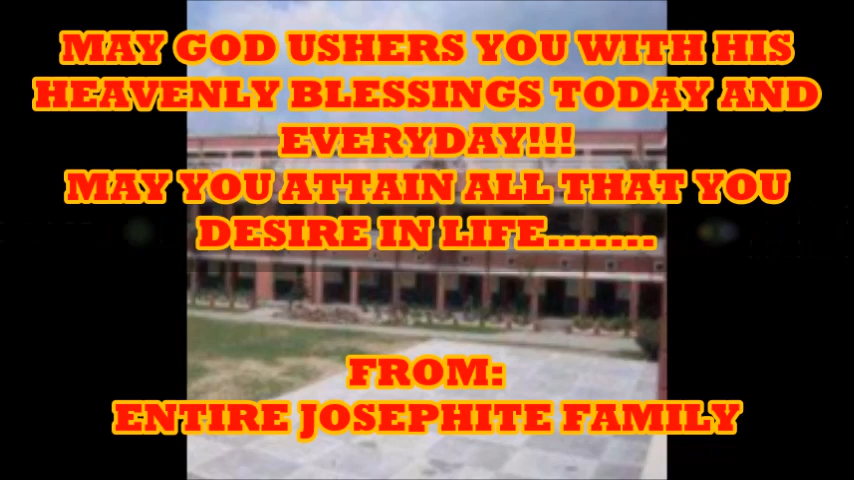 MAY GOD USHERS YOU WITH HIS
HEAVENLY BLESSINGS TODAY AND
EVERYDAY!!!
MAY YOU ATTAIN ALL THAT YOU
DESIRE IN LIFE.......
FROM:
ENTIRE JOSEPHITE FAMILY